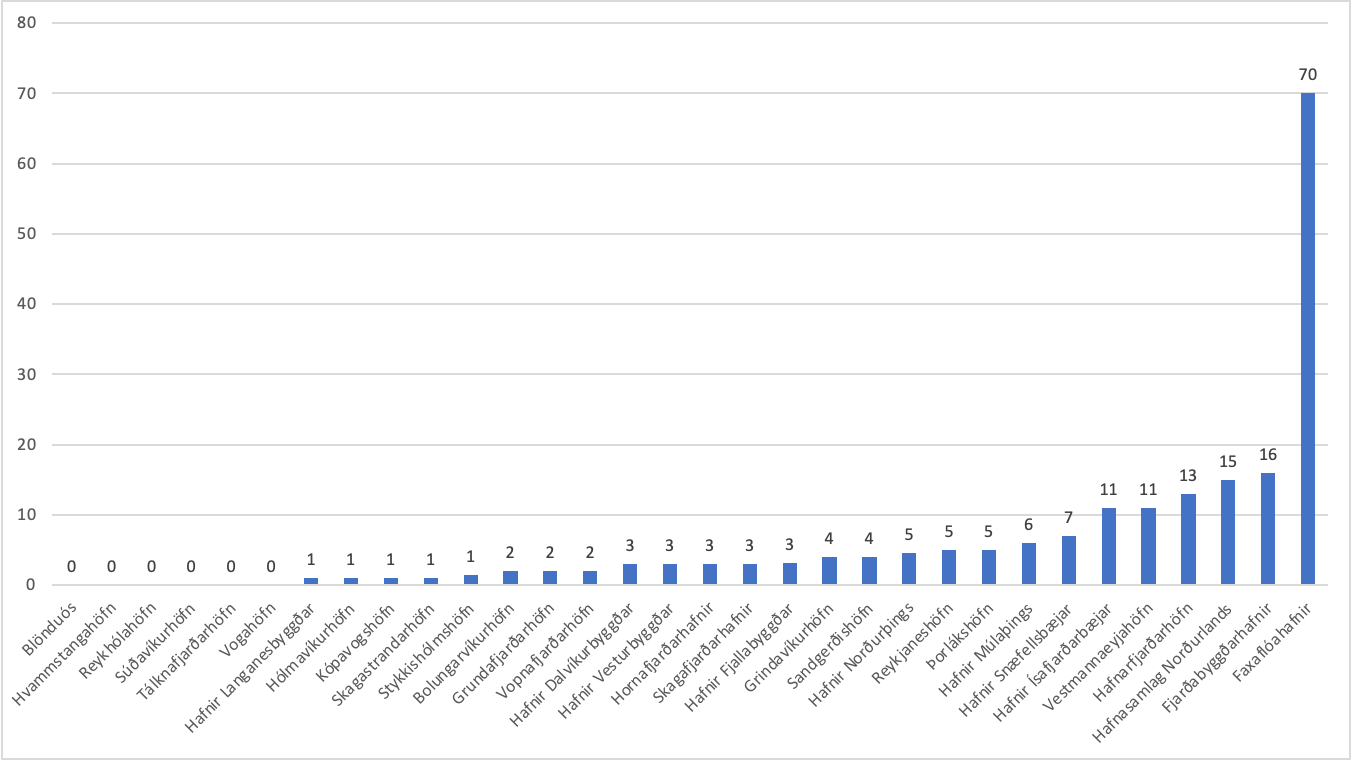 80
70
60
50
40
30
20
10
0
0
0
0
0
0
0
1
1
1
1
1
2
2
2
3
3
3
3
3
4
4
5
5
5
6
7
11
11
13
15
16
70
Blönduós
Hvammstangahöfn
Reykhólahöfn
Súðavíkurhöfn
Tálknafjarðarhöfn
Vogahöfn
Hafnir Langanesbyggðar
Hólmavíkurhöfn
Kópavogshöfn
Skagastrandarhöfn
Stykkishólmshöfn
Bolungarvíkurhöfn
Grundafjarðarhöfn
Vopnafjarðarhöfn
Hafnir Dalvíkurbyggðar
Hafnir Vesturbyggðar
Hornafjarðarhafnir
Skagafjarðarhafnir
Hafnir Fjallabyggðar
Grindavíkurhöfn
Sandgerðishöfn
Hafnir Norðurþings
Reykjaneshöfn
Þorlákshöfn
Hafnir Múlaþings
Hafnir Snæfellsbæjar
Hafnir Ísafjarðarbæjar
Vestmannaeyjahöfn
Hafnarfjarðarhöfn
Hafnasamlag Norðurlands
Fjarðabyggðarhafnir
Faxaflóahafnir